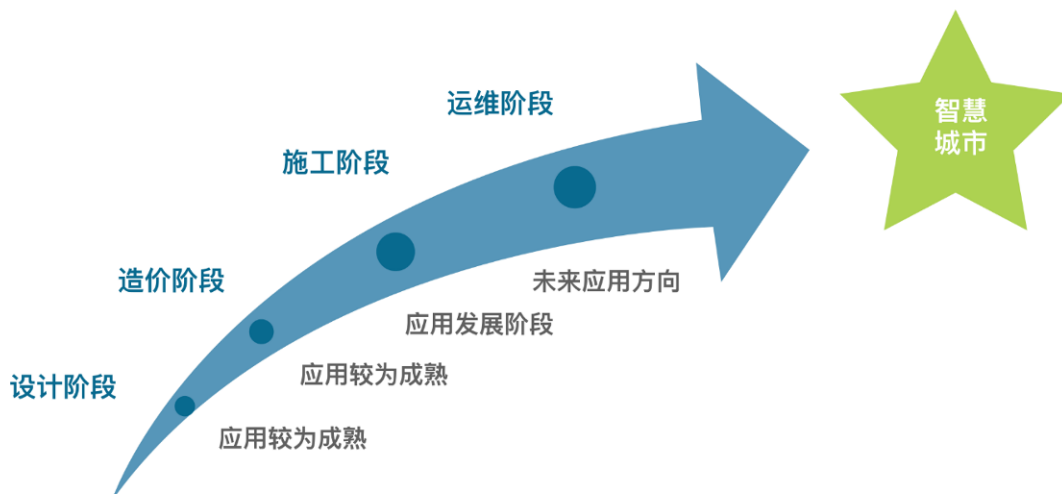 智慧
城市
运维阶段
施工阶段
未来应用方向
造价阶段
应用发展阶段
应用较为成熟
设计阶段
应用较为成熟